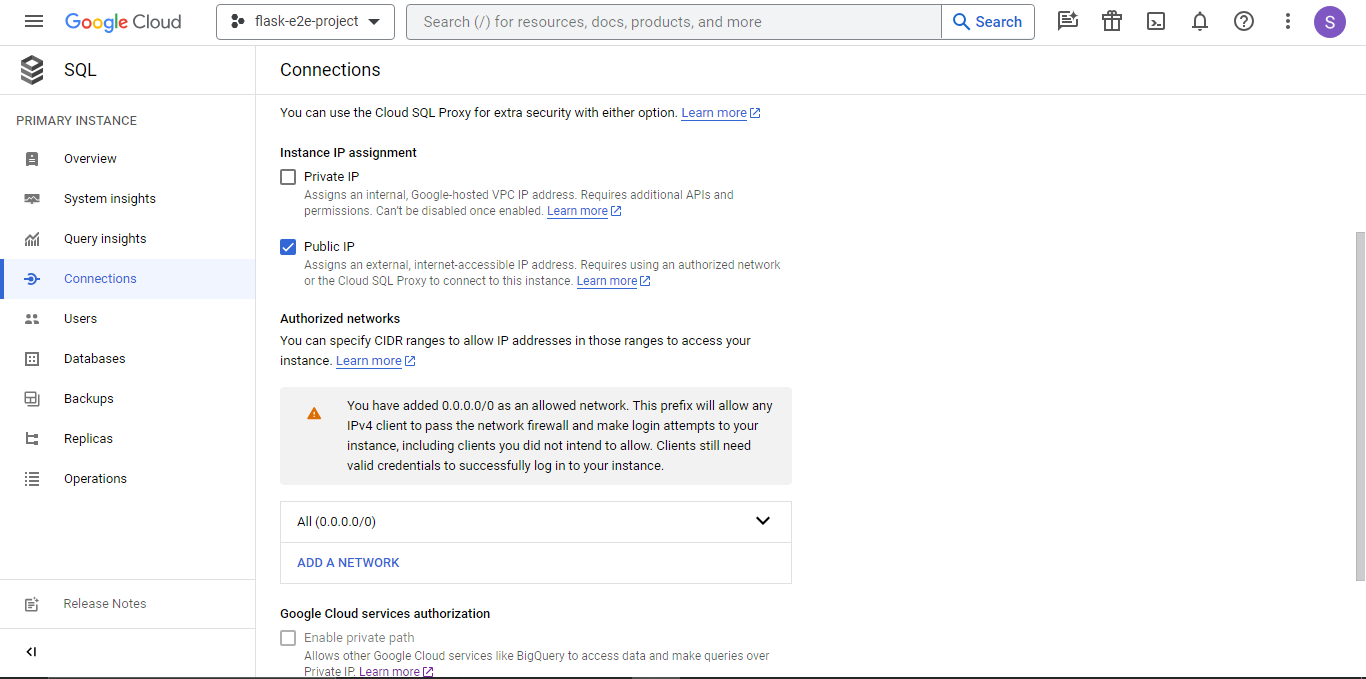 Google Cloud
flask-e2e-project
Search (/) for resources, docs, products, and more
Search
S
SQL
Connections
PRIMARY INSTANCE
Overview
System insights
Query insights
Connections
Users
Databases
Backups
Replicas
Operations
Release Notes
You can use the Cloud SQL Proxy for extra security with either option. Learn more
Instance IP assignment
Private IP
Assigns an internal, Google-hosted VPC IP address. Requires additional APIs and
permissions. Can't be disabled once enabled. Learn more
Public IP
Assigns an external, internet-accessible IP address. Requires using an authorized network
or the Cloud SQL Proxy to connect to this instance. Learn more
Authorized networks
You can specify CIDR ranges to allow IP addresses in those ranges to access your
instance. Learn more
You have added 0.0.0.0/0 as an allowed network. This prefix will allow any
IPv4 client to pass the network firewall and make login attempts to your
instance, including clients you did not intend to allow. Clients still need
valid credentials to successfully log in to your instance.
All (0.0.0.0/0)
ADD A NETWORK
Google Cloud services authorization
Enable private path
Allows other Google Cloud services like BigQuery to access data and make queries over
Private IP. Learn more